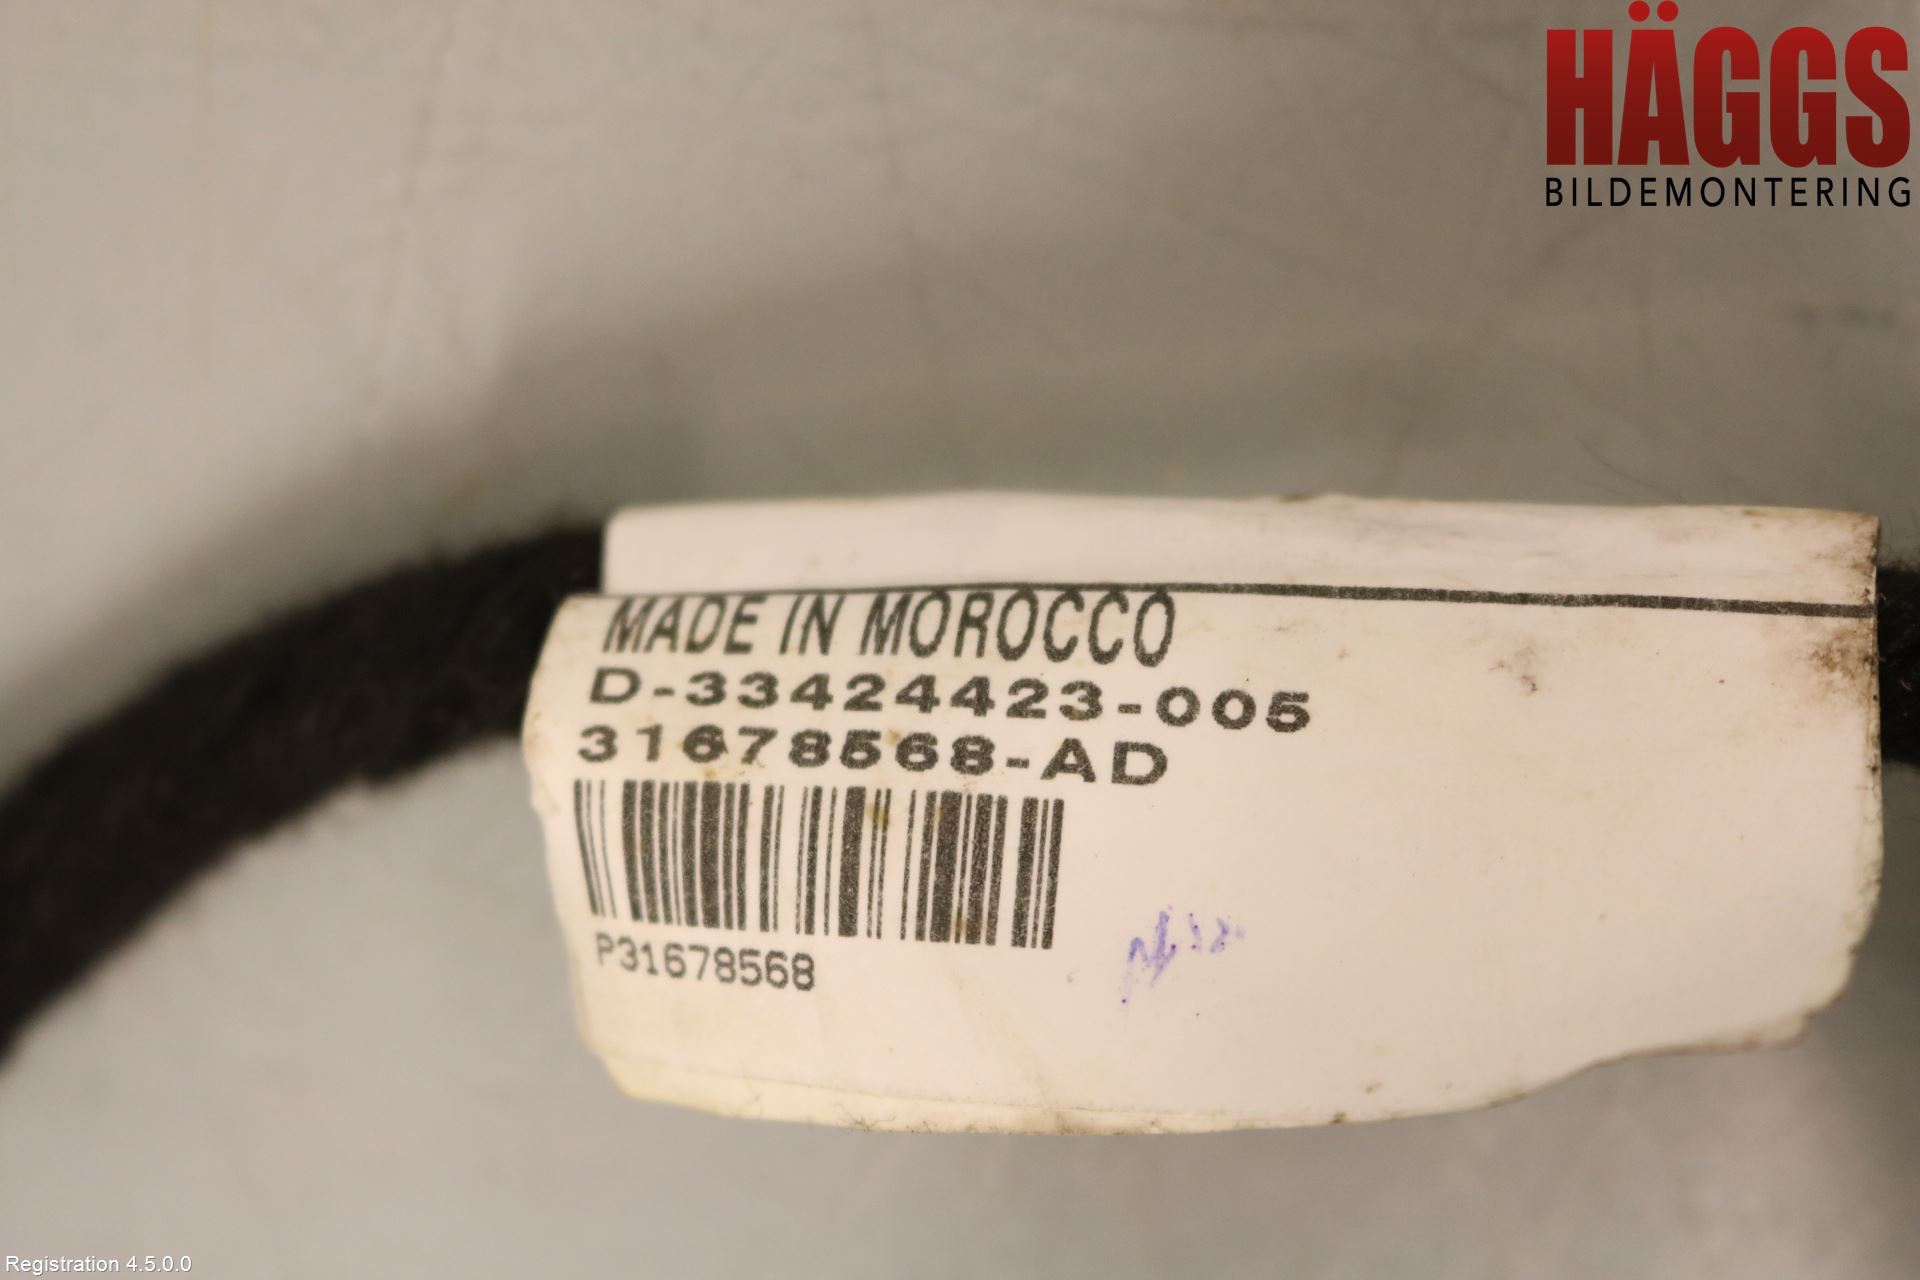 HÄGGS
BILDEMONTERING
MADE IN MOROCCO
D-33424423-005
31678568-AD
P31678568
Registration 4.5.0.0